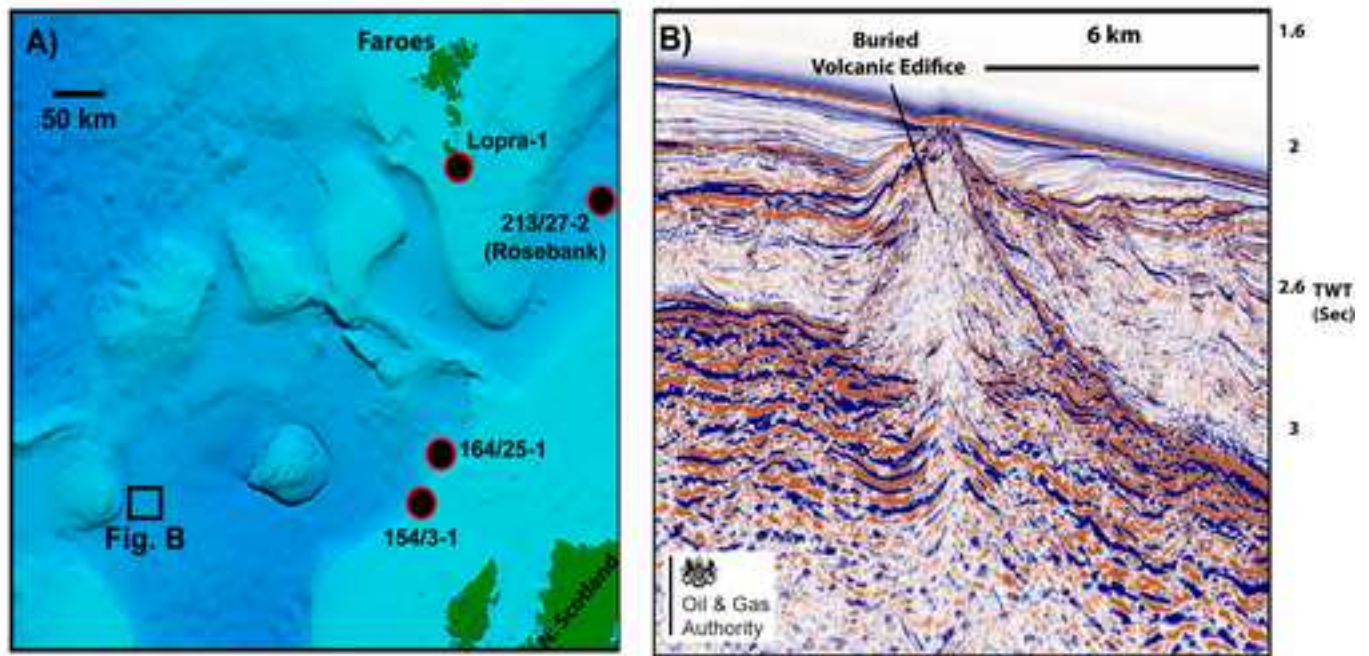 A)
Faroes
50 km
Lopra-1
213/27-2
(Rosebank)
164/25-1
154/3-1
Fig. B
Scotland
B)
Buried
Volcanic Edifice
6 km
1.6
2
2.6 TWT
(Sec)
3
Oil & Gas
Authority